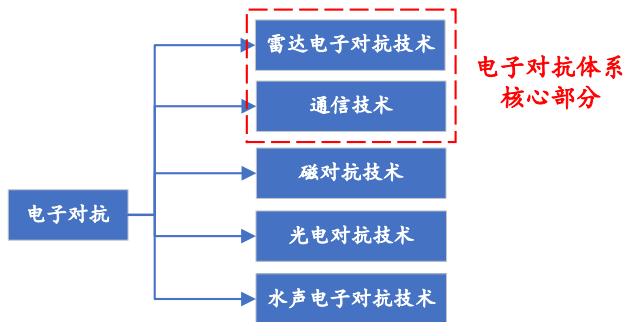 雷达电子对抗技术
电子对抗体系
核心部分
通信技术
磁对抗技术
电子对抗
光电对抗技术
水声电子对抗技术